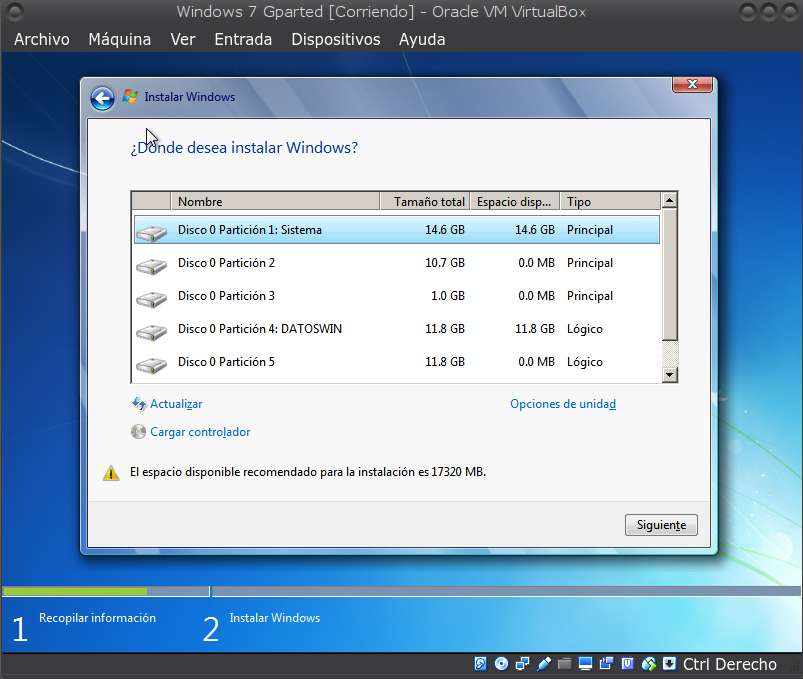 Windows 7 Gparted [Corriendo] - Oracle VM VirtualBox
Archivo Máquina Ver Entrada Dispositivos Ayuda
Instalar Windows
¿Dónde desea instalar Windows?
Nombre Tamaño total Espacio disp... Tipo
Disco 0 Partición 1: Sistema 14.6 GB 14.6 GB Principal
Disco 0 Partición 2 10.7 GB 0.0 MB Principal
Disco 0 Partición 3 1.0 GB 0.0 MB Principal
Disco 0 Partición 4: DATOSWIN 11.8 GB 11.8 GB Lógico
Disco 0 Partición 5 11.8 GB 0.0 MB Lógico
Actualizar Opciones de unidad
Cargar controlador
El espacio disponible recomendado para la instalación es 17320 MB.
Siguiente
1 Recopilar información 2 Instalar Windows
Ctrl Derecho